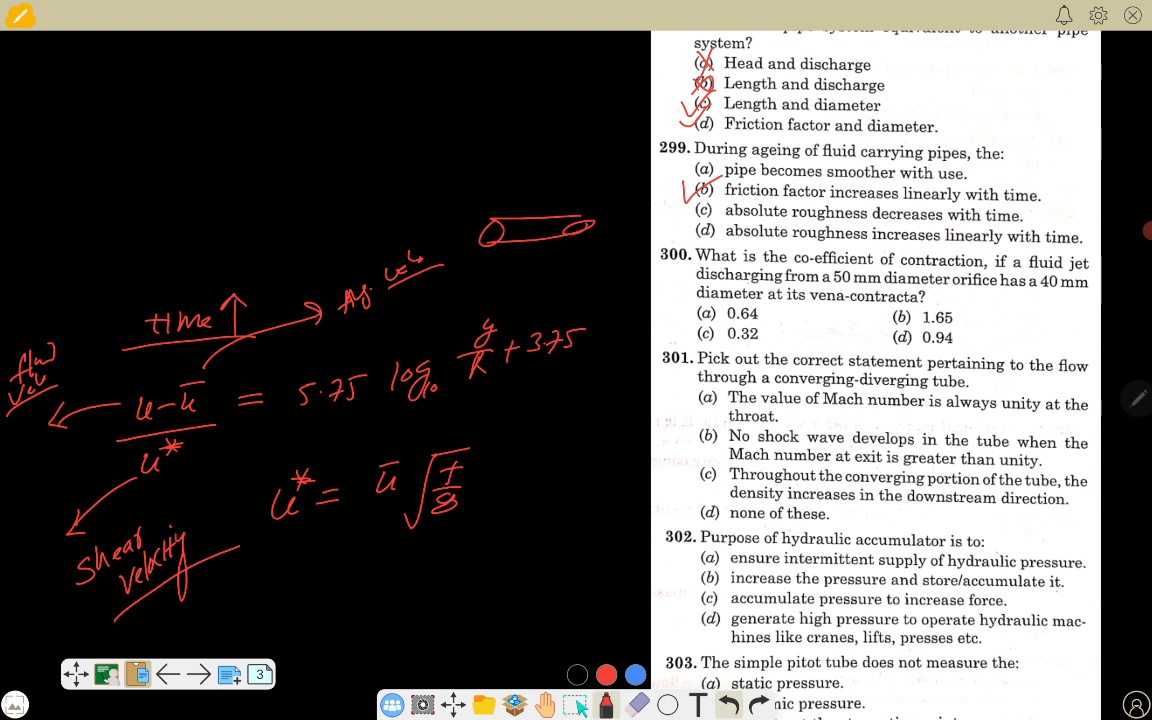 system?
(a) Head and discharge
(b) Length and discharge
(c) Length and diameter
(d) Friction factor and diameter.
299. During ageing of fluid carrying pipes, the:
(a) pipe becomes smoother with use.
(b) friction factor increases linearly with time.
(c) absolute roughness decreases with time.
(d) absolute roughness increases linearly with time.
300. What is the co-efficient of contraction, if a fluid jet
discharging from a 50 mm diameter orifice has a 40 mm
diameter at its vena-contracta?
(a) 0.64 (b) 1.65
(c) 0.32 (d) 0.94
301. Pick out the correct statement pertaining to the flow
through a converging-diverging tube.
(a) The value of Mach number is always unity at the
throat.
(b) No shock wave develops in the tube when the
Mach number at exit is greater than unity.
(c) Throughout the converging portion of the tube, the
density increases in the downstream direction.
(d) none of these.
302. Purpose of hydraulic accumulator is to:
(a) ensure intermittent supply of hydraulic pressure.
(b) increase the pressure and store/accumulate it.
(c) accumulate pressure to increase force.
(d) generate high pressure to operate hydraulic mac-
hines like cranes, lifts, presses etc.
303. The simple pitot tube does not measure the:
(a) static pressure.
nic pressure.
time ↑
u-ū / u* = 5.75 log10 y/k + 3.75
u* = ū √f/8
shear
velocity
3
T